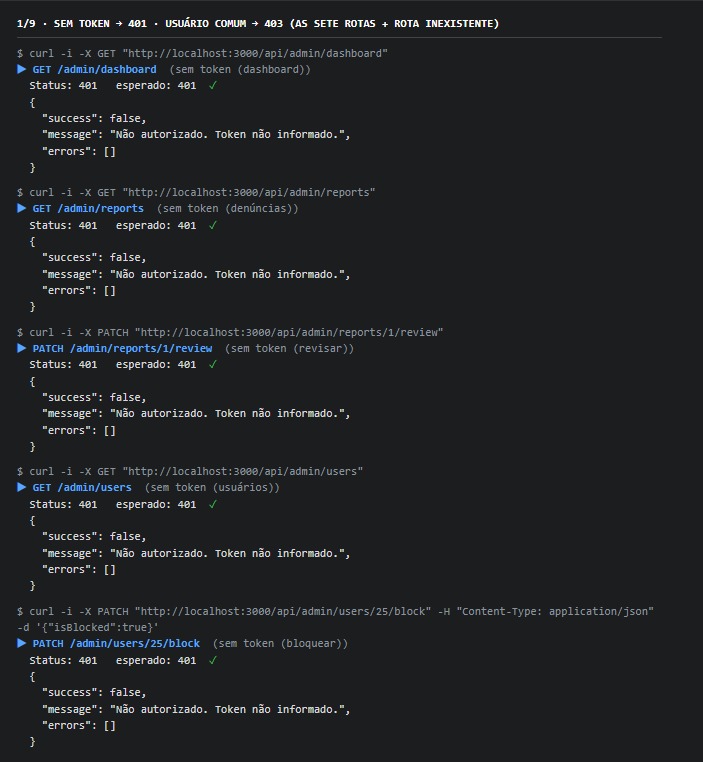 1/9 · SEM TOKEN → 401 · USUÁRIO COMUM → 403 (AS SETE ROTAS + ROTA INEXISTENTE)
$ curl -i -X GET "http://localhost:3000/api/admin/dashboard"
▶ GET /admin/dashboard (sem token (dashboard))
Status: 401 esperado: 401 ✓
{
"success": false,
"message": "Não autorizado. Token não informado.",
"errors": []
}
$ curl -i -X GET "http://localhost:3000/api/admin/reports"
▶ GET /admin/reports (sem token (denúncias))
Status: 401 esperado: 401 ✓
{
"success": false,
"message": "Não autorizado. Token não informado.",
"errors": []
}
$ curl -i -X PATCH "http://localhost:3000/api/admin/reports/1/review"
▶ PATCH /admin/reports/1/review (sem token (revisar))
Status: 401 esperado: 401 ✓
{
"success": false,
"message": "Não autorizado. Token não informado.",
"errors": []
}
$ curl -i -X GET "http://localhost:3000/api/admin/users"
▶ GET /admin/users (sem token (usuários))
Status: 401 esperado: 401 ✓
{
"success": false,
"message": "Não autorizado. Token não informado.",
"errors": []
}
$ curl -i -X PATCH "http://localhost:3000/api/admin/users/25/block" -H "Content-Type: application/json"
-d '{"isBlocked":true}'
▶ PATCH /admin/users/25/block (sem token (bloquear))
Status: 401 esperado: 401 ✓
{
"success": false,
"message": "Não autorizado. Token não informado.",
"errors": []
}